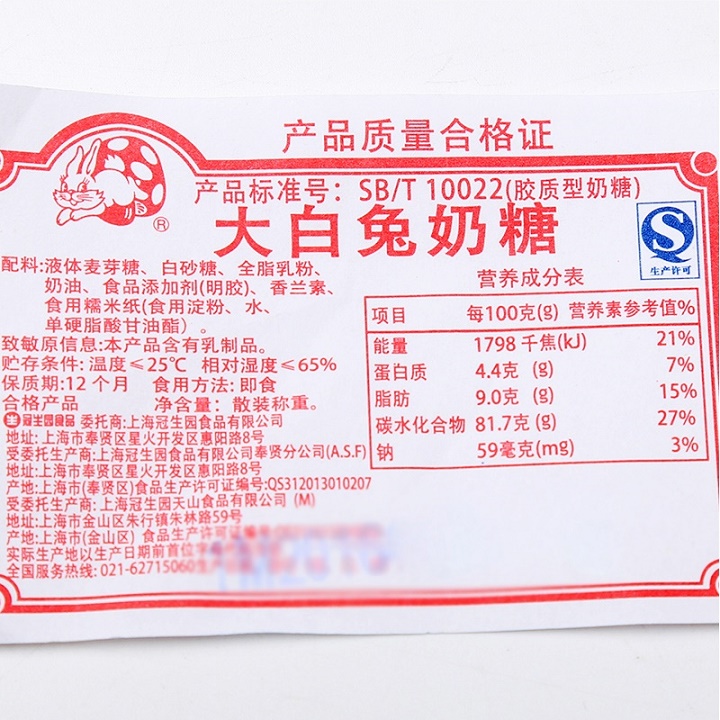 产品质量合格证
产品标准号：SB/T 10022(胶质型奶糖)
®
大白兔奶糖
生产许可
配料:液体麦芽糖、白砂糖、全脂乳粉、
奶油、食品添加剂(明胶)、香兰素、
食用糯米纸(食用淀粉、水、
单硬脂酸甘油酯）。
致敏原信息:本产品含有乳制品。
贮存条件: 温度≤25℃ 相对湿度≤65%
保质期:12个月 食用方法: 即食
合格产品 净含量：散装称重。
冠生园食品 委托商:上海冠生园食品有限公司
地址: 上海市奉贤区星火开发区惠阳路8号
受委托生产商:上海冠生园食品有限公司奉贤分公司(A.S.F)
地址:上海市奉贤区星火开发区惠阳路8号
产地:上海市(奉贤区)食品生产许可证编号:QS312013010207
受委托生产商: 上海冠生园天山食品有限公司 (M)
地址:上海市金山区朱行镇朱林路59号
产地:上海市(金山区) 食品生产许可证编号
实际生产地以生产日期前首位字
全国服务热线: 021-62715060
营养成分表
项目 每100克(g) 营养素参考值%
能量 1798 千焦(kJ) 21%
蛋白质 4.4克 (g) 7%
脂肪 9.0克 (g) 15%
碳水化合物 81.7克 (g) 27%
钠 59毫克(mg) 3%